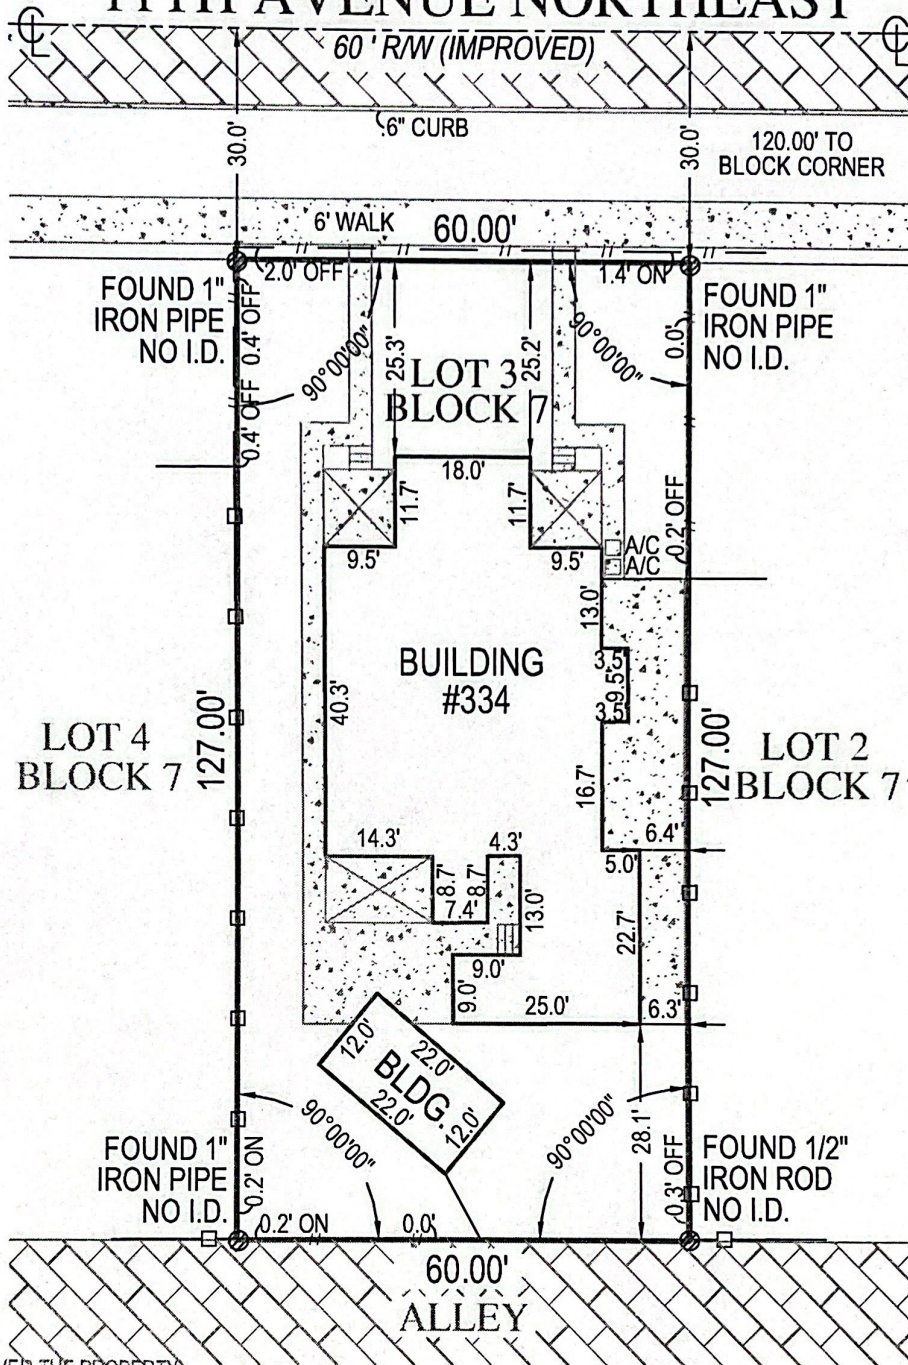 AVENUE NORTHEAST
60 ' R/W (IMPROVED)
6" CURB
30.0'
30.0'
120.00' TO
BLOCK CORNER
6' WALK
60.00'
2.0' OFF
1.4' ON
FOUND 1"
IRON PIPE
NO I.D.
FOUND 1"
IRON PIPE
NO I.D.
0.4' OFF
0.4' OFF
90°00'00"
25.3'
25.2'
90°00'00"
0.0'
LOT 3
BLOCK 7
18.0'
11.7'
11.7'
9.5'
9.5'
A/C
A/C
0.2' OFF
13.0'
BUILDING
#334
3.5'
9.5'
3.5'
40.3'
16.7'
LOT 4
BLOCK 7
127.00'
127.00'
LOT 2
BLOCK 7
14.3'
4.3'
6.4'
5.0'
8.7'
8.7'
7.4'
13.0'
22.7'
9.0'
9.0'
25.0'
6.3'
12.0'
22.0'
BLDG.
22.0'
12.0'
90°00'00"
90°00'00"
28.1'
FOUND 1"
IRON PIPE
NO I.D.
FOUND 1/2"
IRON ROD
NO I.D.
0.2' ON
0.3' OFF
0.2' ON
0.0'
60.00'
ALLEY
THE PROPERTY